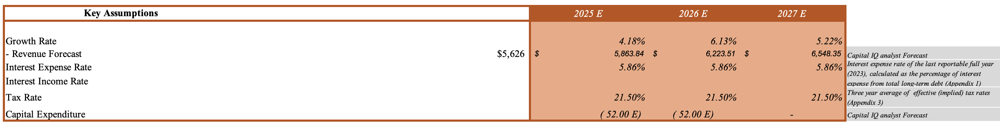 Key Assumptions 2025 E 2026 E 2027 E
Growth Rate 4.18% 6.13% 5.22%
- Revenue Forecast $5,626 $ 5,863.84 $ 6,223.51 $ 6,548.35 Capital IQ analyst Forecast
Interest Expense Rate 5.86% 5.86% 5.86% Interest expense rate of the last reportable full year
(2023), calculated as the percentage of interest
Interest Income Rate expense from total long-term debt (Appendix 1)
Tax Rate 21.50% 21.50% 21.50% Three year average of effective (implied) tax rates
(Appendix 3)
Capital Expenditure ( 52.00 E) ( 52.00 E) - Capital IQ analyst Forecast